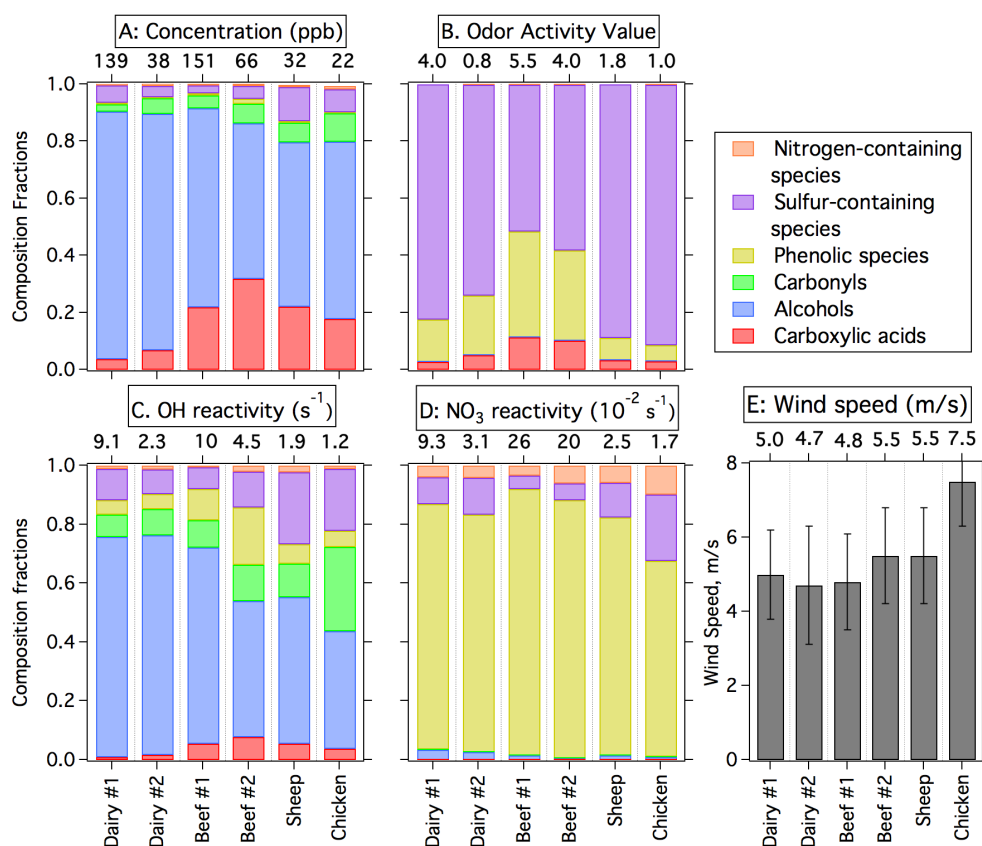 A: Concentration (ppb)
139 38 151 66 32 22
1.0
0.8
0.6
0.4
0.2
0.0
Composition Fractions
B. Odor Activity Value
4.0 0.8 5.5 4.0 1.8 1.0
Nitrogen-containing
species
Sulfur-containing
species
Phenolic species
Carbonyls
Alcohols
Carboxylic acids
C. OH reactivity (s⁻¹)
9.1 2.3 10 4.5 1.9 1.2
1.0
0.8
0.6
0.4
0.2
0.0
Composition fractions
Dairy #1
Dairy #2
Beef #1
Beef #2
Sheep
Chicken
D: NO₃ reactivity (10⁻² s⁻¹)
9.3 3.1 26 20 2.5 1.7
Dairy #1
Dairy #2
Beef #1
Beef #2
Sheep
Chicken
E: Wind speed (m/s)
5.0 4.7 4.8 5.5 5.5 7.5
8
6
4
2
0
Wind Speed, m/s
Dairy #1
Dairy #2
Beef #1
Beef #2
Sheep
Chicken